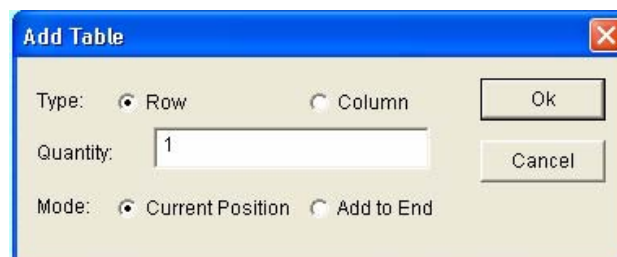 Add Table
Type: Row Column Ok
Quantity: 1
Cancel
Mode: Current Position Add to End